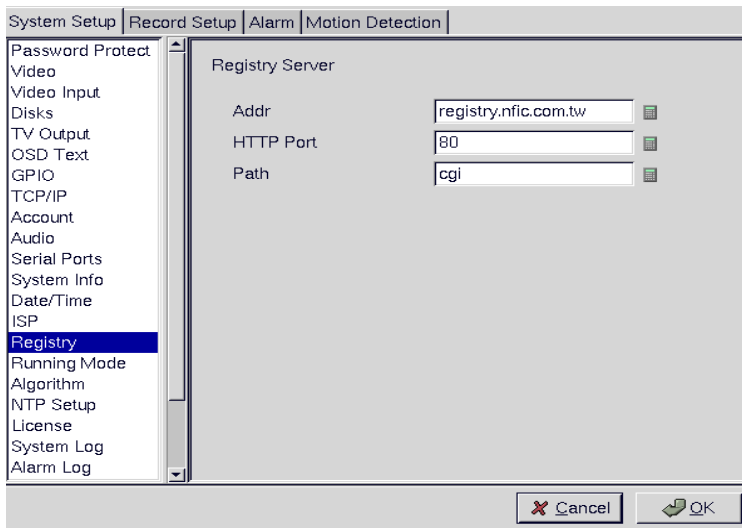 System Setup Record Setup Alarm Motion Detection
Password Protect
Video
Video Input
Disks
TV Output
OSD Text
GPIO
TCP/IP
Account
Audio
Serial Ports
System Info
Date/Time
ISP
Registry
Running Mode
Algorithm
NTP Setup
License
System Log
Alarm Log
Registry Server
Addr registry.nfic.com.tw
HTTP Port 80
Path cgi
Cancel OK